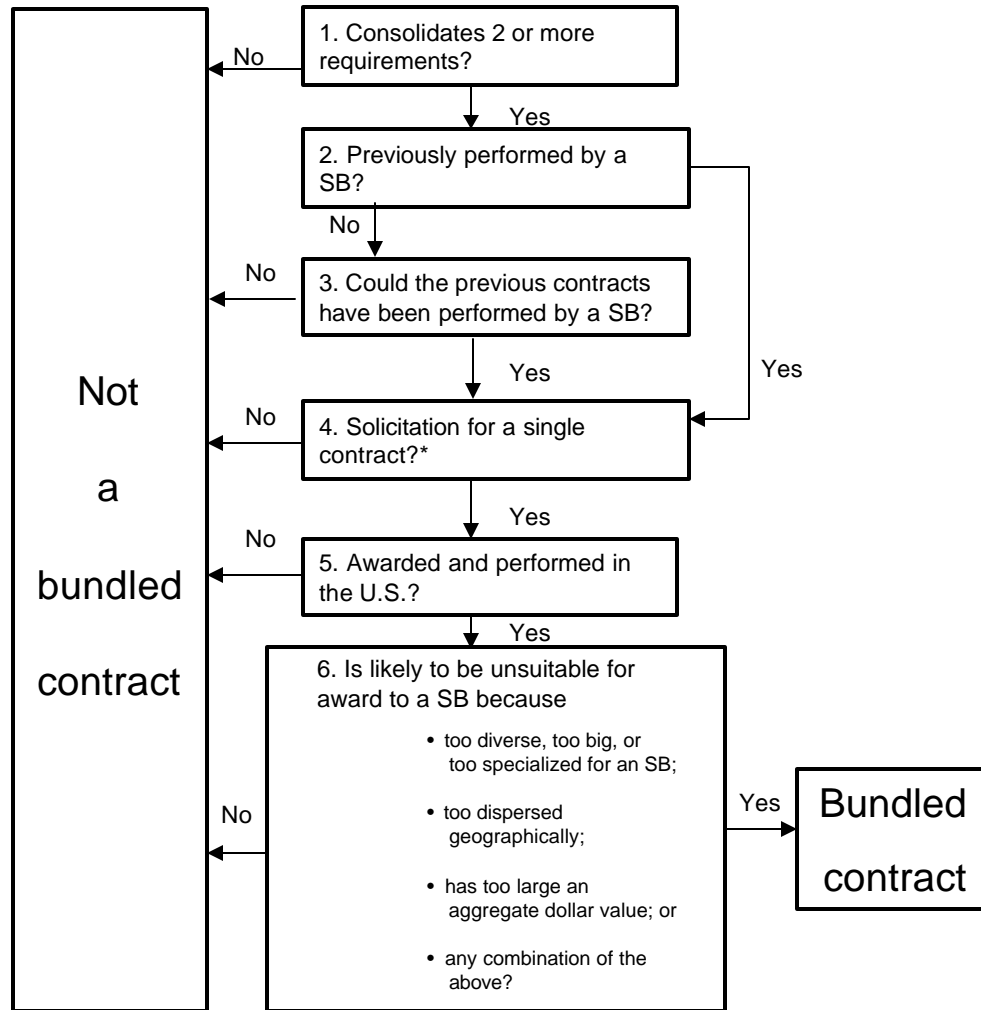 1. Consolidates 2 or more
requirements?
No
Yes
2. Previously performed by a
SB?
No
Yes
3. Could the previous contracts
have been performed by a SB?
No
Yes
4. Solicitation for a single
contract?*
No
Yes
5. Awarded and performed in
the U.S.?
No
Yes
6. Is likely to be unsuitable for
award to a SB because
• too diverse, too big, or
too specialized for an SB;
• too dispersed
geographically;
• has too large an
aggregate dollar value; or
• any combination of the
above?
No
Yes
Not
a
bundled
contract
Bundled
contract